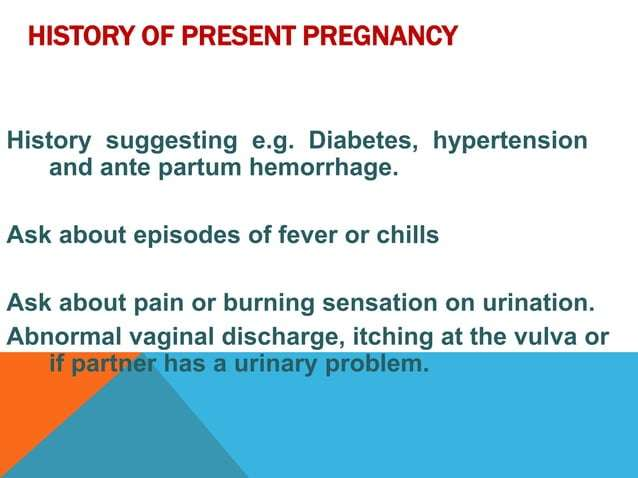 HISTORY OF PRESENT PREGNANCY
History suggesting e.g. Diabetes, hypertension
and ante partum hemorrhage.
Ask about episodes of fever or chills
Ask about pain or burning sensation on urination.
Abnormal vaginal discharge, itching at the vulva or
if partner has a urinary problem.